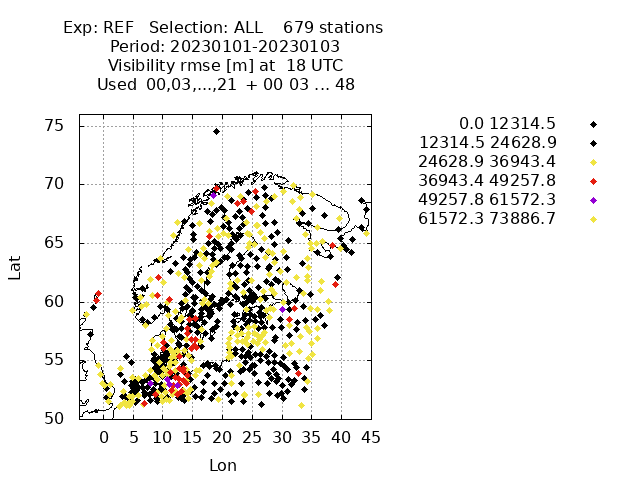 Exp: REF   Selection: ALL    679 stations
Period: 20230101-20230103
Visibility rmse [m] at  18 UTC
Used  00,03,...,21  + 00 03 ... 48
0.0 12314.5
12314.5 24628.9
24628.9 36943.4
36943.4 49257.8
49257.8 61572.3
61572.3 73886.7
75
70
65
60
55
50
Lat
0 5 10 15 20 25 30 35 40 45
Lon